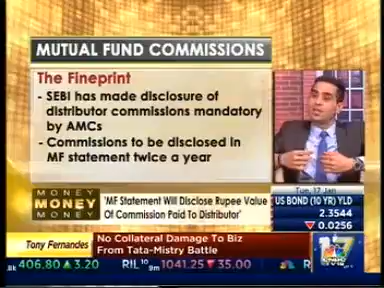 MUTUAL FUND COMMISSIONS
The Fineprint
- SEBI has made disclosure of
distributor commissions mandatory
by AMCs
- Commissions to be disclosed in
MF statement twice a year
MONEY
MONEY
MONEY
'MF Statement Will Disclose Rupee Value
Of Commission Paid To Distributor'
Tue, 17 Jan
US BOND (10 YR) YLD
2.3544
▼ 0.0256
Tony Fernandes
No Collateral Damage To Biz
From Tata-Mistry Battle
406.80 ▲ 3.20
RIL 10 9m 1041.25 ▼ 35.00